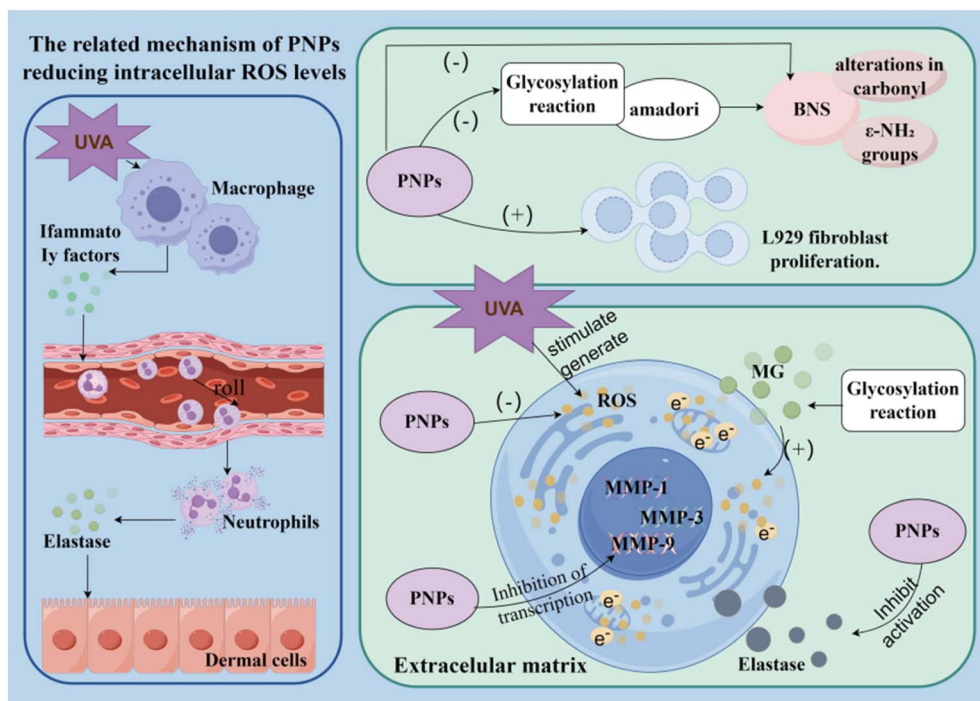 The related mechanism of PNPs
reducing intracellular ROS levels
UVA
Macrophage
Ifammato
ly factors
roll
Neutrophils
Elastase
Dermal cells
(-)
Glycosylation
reaction
amadori
(-)
PNPs
(+)
BNS
alterations in
carbonyl
ε-NH₂
groups
L929 fibroblast
proliferation.
UVA
stimulate
generate
PNPs
(-)
ROS
e⁻
e⁻
e⁻
MG
Glycosylation
reaction
(+)
MMP-1
MMP-3
MMP-9
e⁻
PNPs
Inhibition of
transcription
e⁻
e⁻
PNPs
Inhibit
activation
Elastase
Extracelular matrix